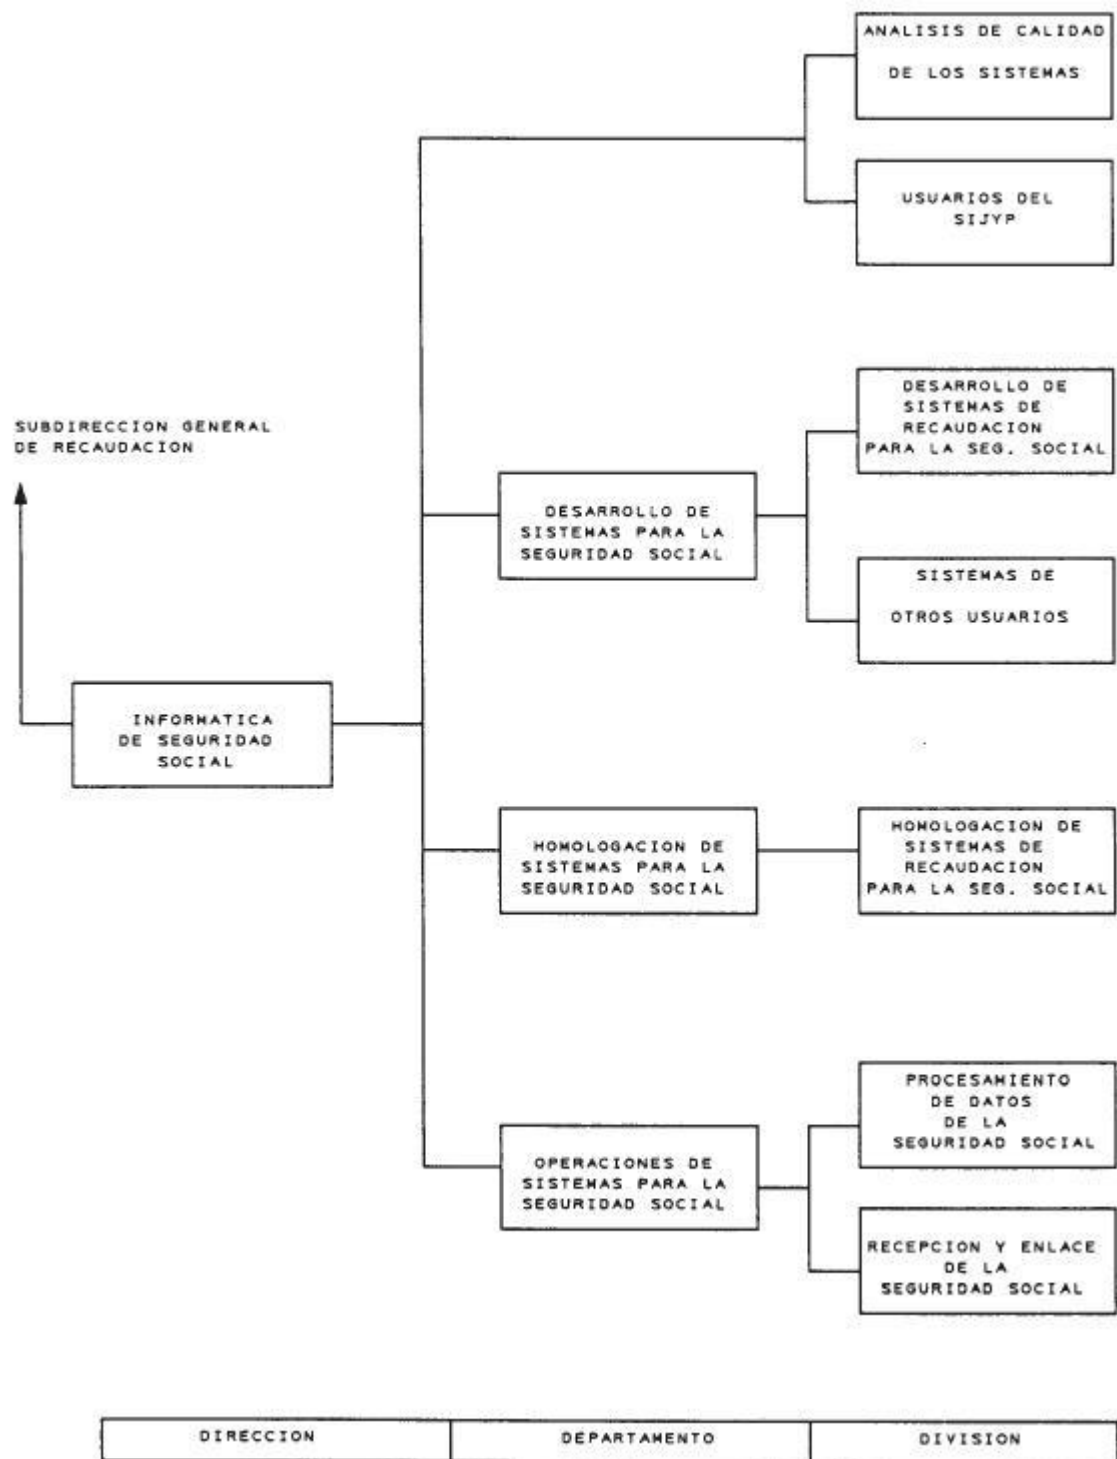 ANALISIS DE CALIDAD
DE LOS SISTEMAS
USUARIOS DEL
SIJYP
SUBDIRECCION GENERAL
DE RECAUDACION
DESARROLLO DE
SISTEMAS DE
RECAUDACION
PARA LA SEG. SOCIAL
DESARROLLO DE
SISTEMAS PARA LA
SEGURIDAD SOCIAL
SISTEMAS DE
OTROS USUARIOS
INFORMATICA
DE SEGURIDAD
SOCIAL
HOMOLOGACION DE
SISTEMAS PARA LA
SEGURIDAD SOCIAL
HOMOLOGACION DE
SISTEMAS DE
RECAUDACION
PARA LA SEG. SOCIAL
OPERACIONES DE
SISTEMAS PARA LA
SEGURIDAD SOCIAL
PROCESAMIENTO
DE DATOS
DE LA
SEGURIDAD SOCIAL
RECEPCION Y ENLACE
DE LA
SEGURIDAD SOCIAL
DIRECCION DEPARTAMENTO DIVISION